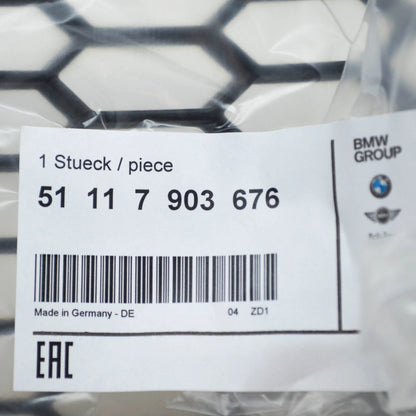 1 Stueck / piece
51 11 7 903 676
Made in Germany - DE 04 ZD1
EAC
BMW
GROUP